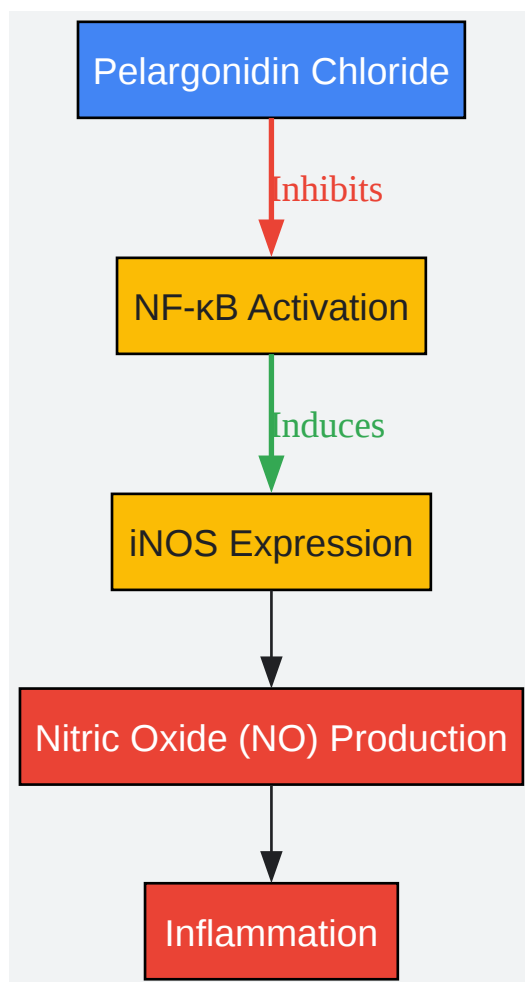 Pelargonidin Chloride
Inhibits
NF-κB Activation
Induces
iNOS Expression
Nitric Oxide (NO) Production
Inflammation